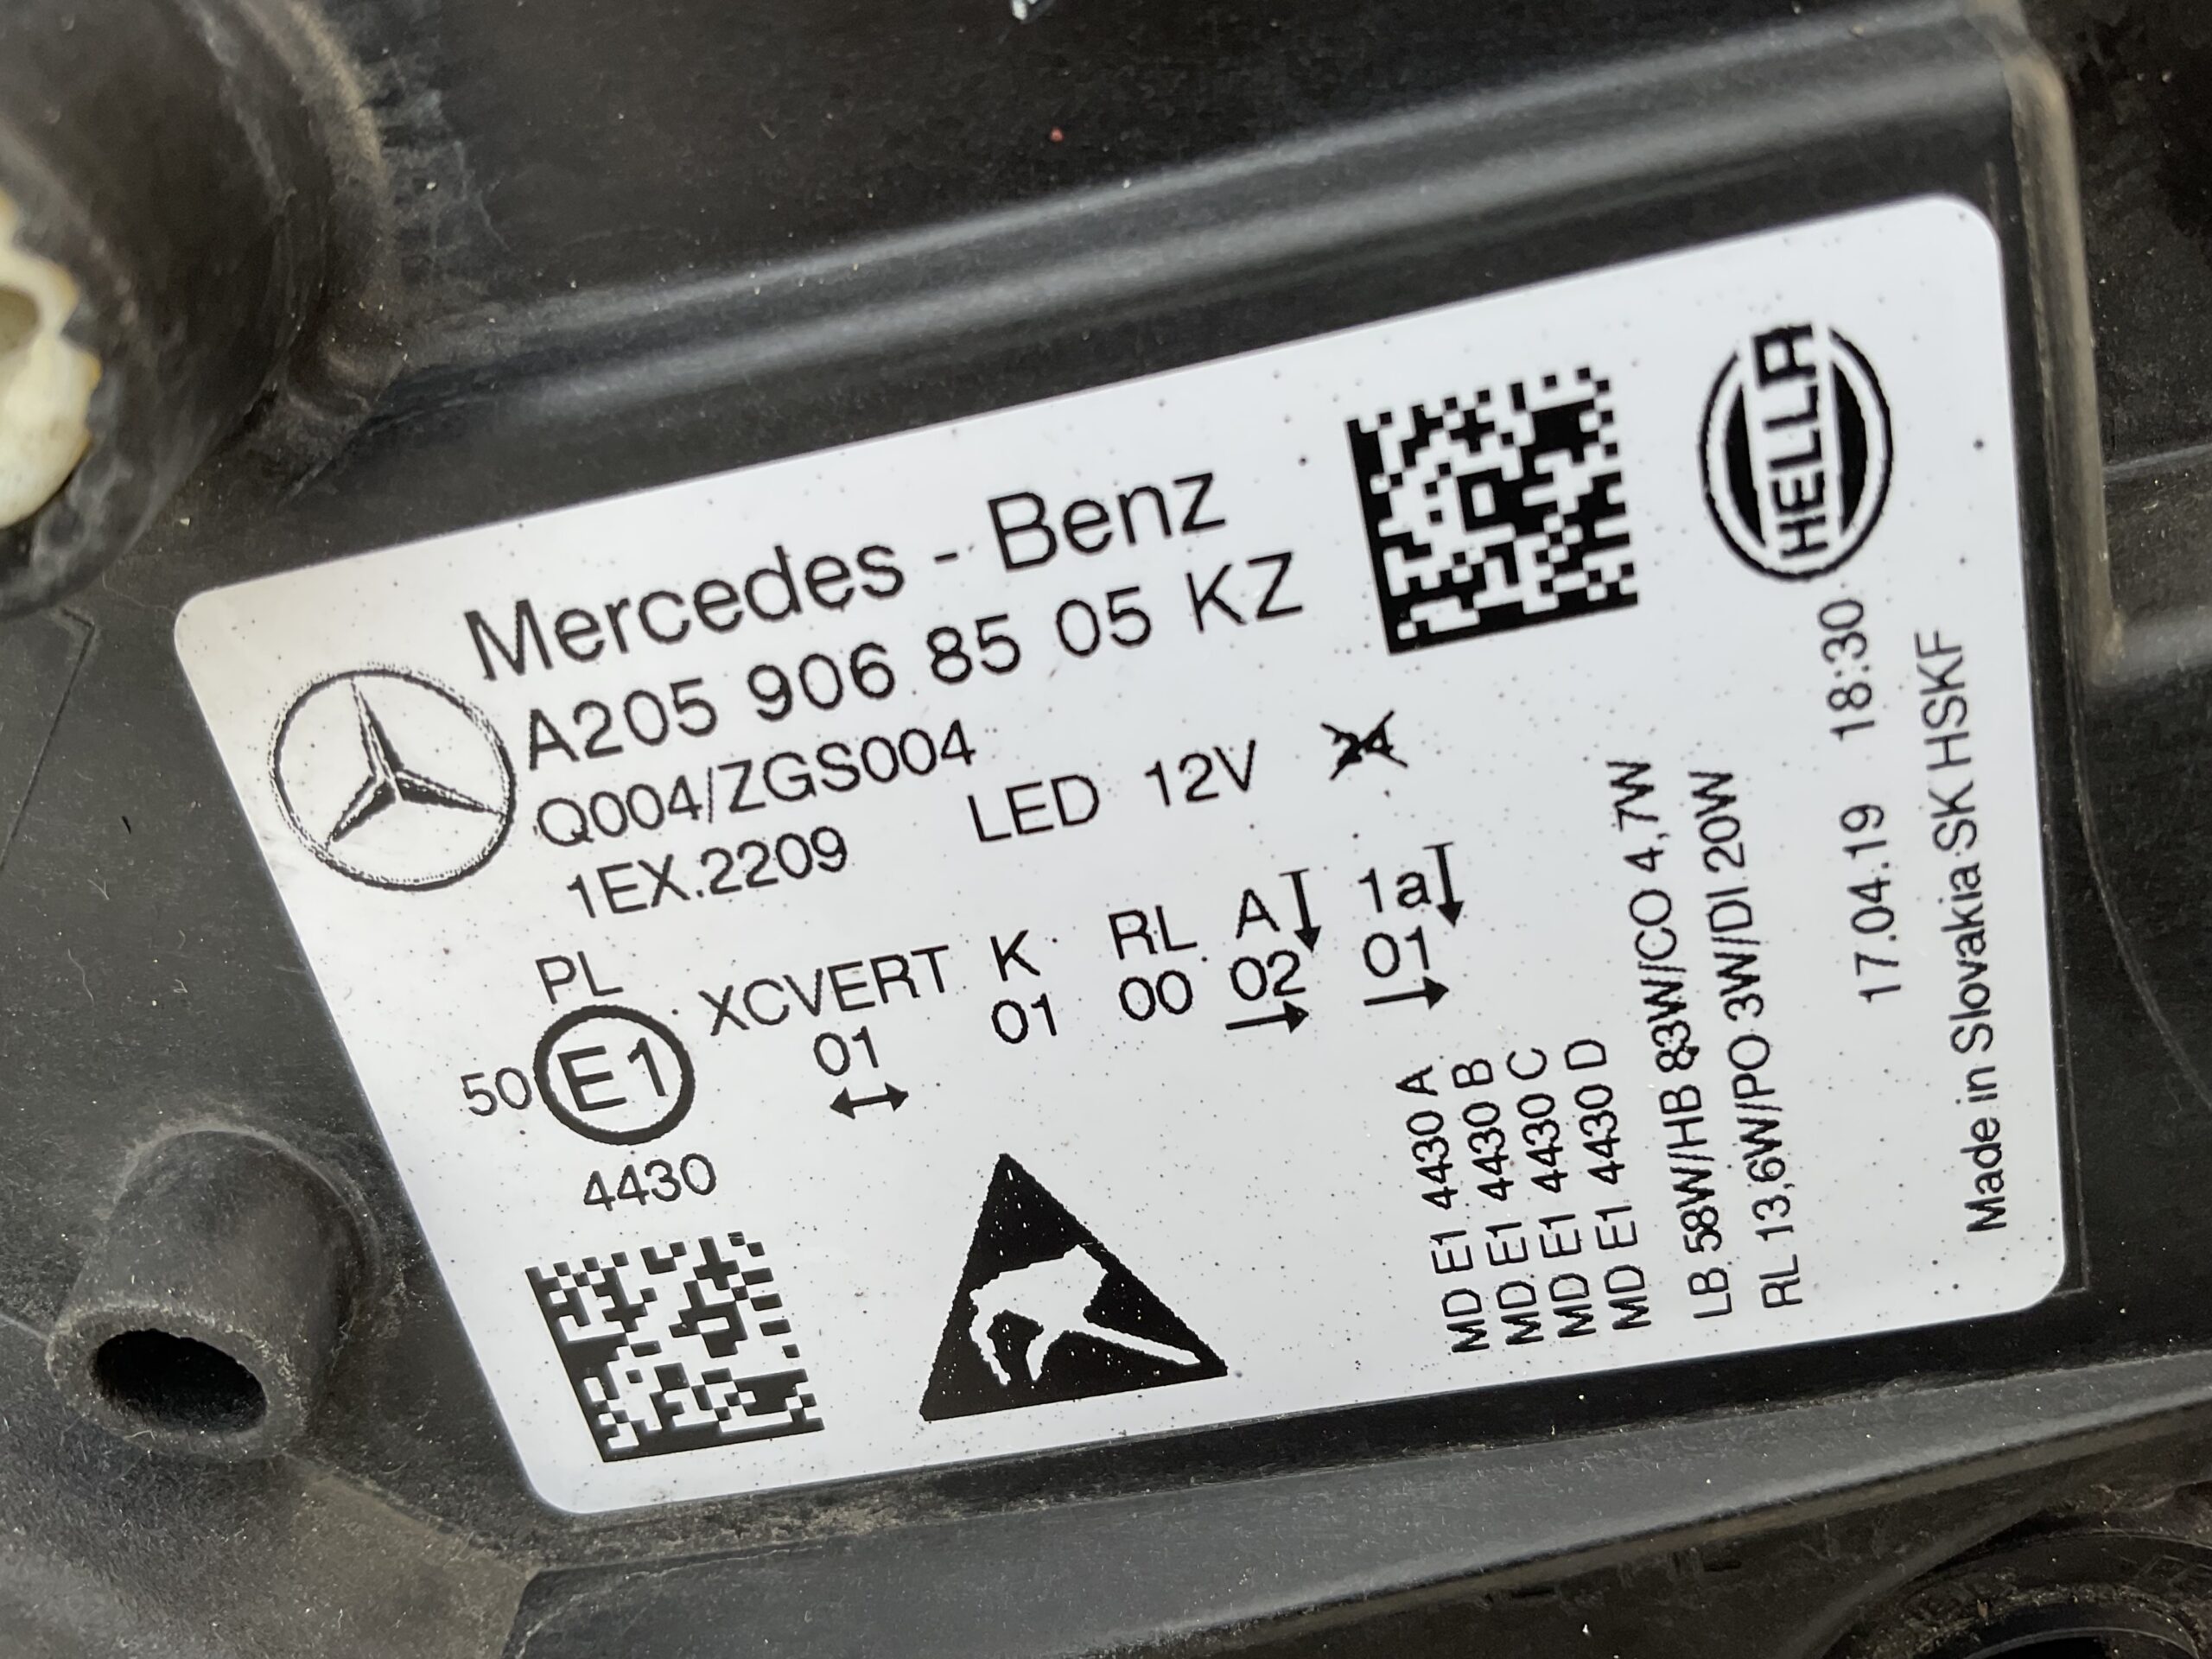 Mercedes - Benz
A205 906 85 05 KZ
Q004/ZGS004
1EX.2209 LED 12V 24
PL
XCVERT K RL A 1a
01 01 00 02 01
50 E1
4430
HELLA
MD E1 4430 A
MD E1 4430 B
MD E1 4430 C
MD E1 4430 D
LB 58W/HB 83W/CO 4,7W
RL 13,6W/PO 3W/DI 20W
17.04.19 18:30
Made in Slovakia SK HSKF